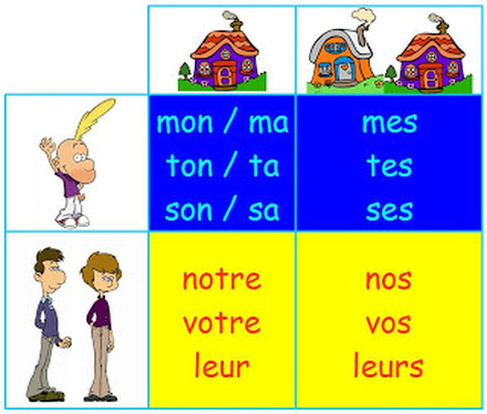 mon / ma
mes
ton / ta
tes
son / sa
ses
notre
nos
votre
vos
leur
leurs